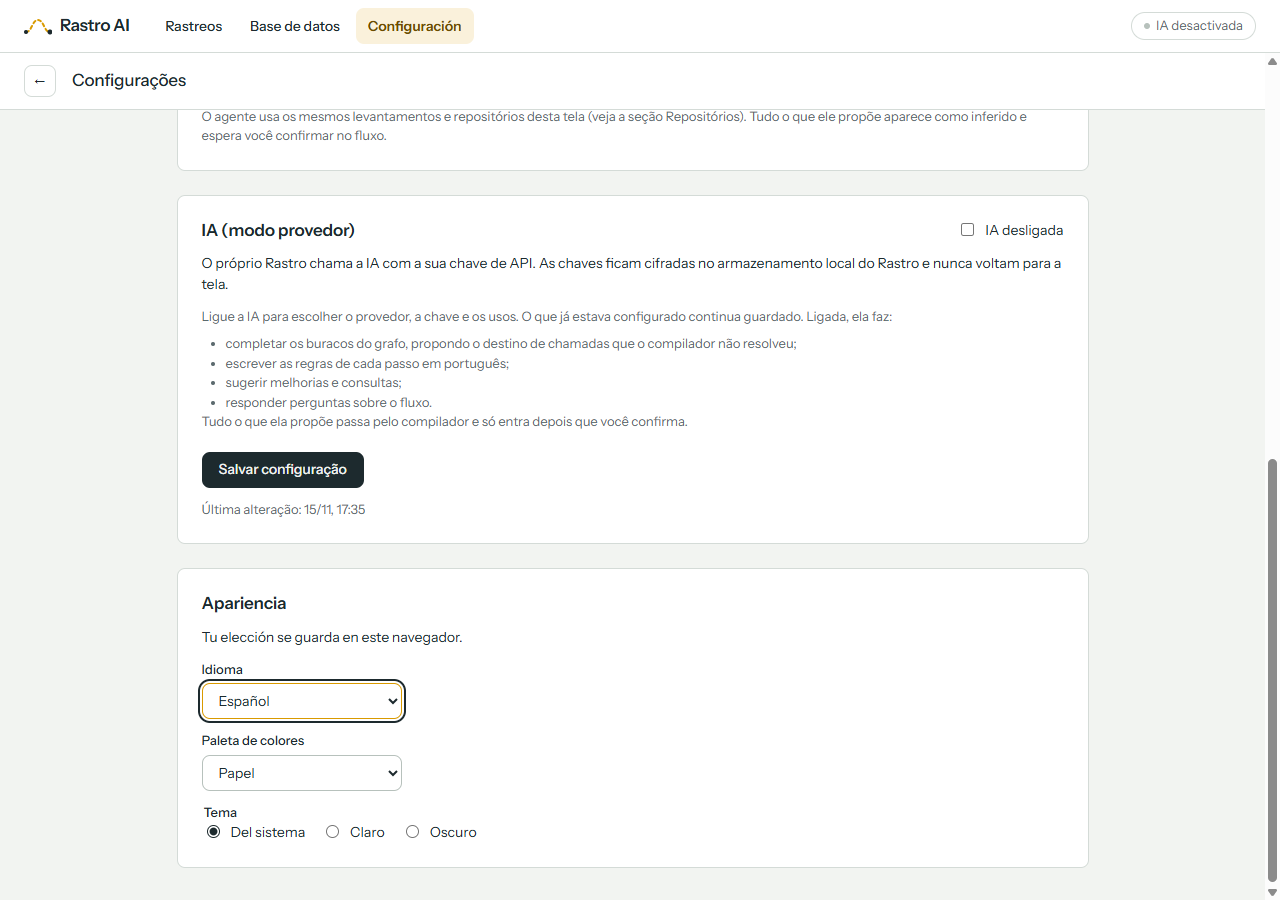 Rastro AI
Rastreos
Base de datos
Configuración
IA desactivada
←
Configurações
O agente usa os mesmos levantamentos e repositórios desta tela (veja a seção Repositórios). Tudo o que ele propõe aparece como inferido e
espera você confirmar no fluxo.
IA (modo provedor)
IA desligada
O próprio Rastro chama a IA com a sua chave de API. As chaves ficam cifradas no armazenamento local do Rastro e nunca voltam para a
tela.
Ligue a IA para escolher o provedor, a chave e os usos. O que já estava configurado continua guardado. Ligada, ela faz:
• completar os buracos do grafo, propondo o destino de chamadas que o compilador não resolveu;
• escrever as regras de cada passo em português;
• sugerir melhorias e consultas;
• responder perguntas sobre o fluxo.
Tudo o que ela propõe passa pelo compilador e só entra depois que você confirma.
Salvar configuração
Última alteração: 15/11, 17:35
Apariencia
Tu elección se guarda en este navegador.
Idioma
Español
Paleta de colores
Papel
Tema
Del sistema
Claro
Oscuro